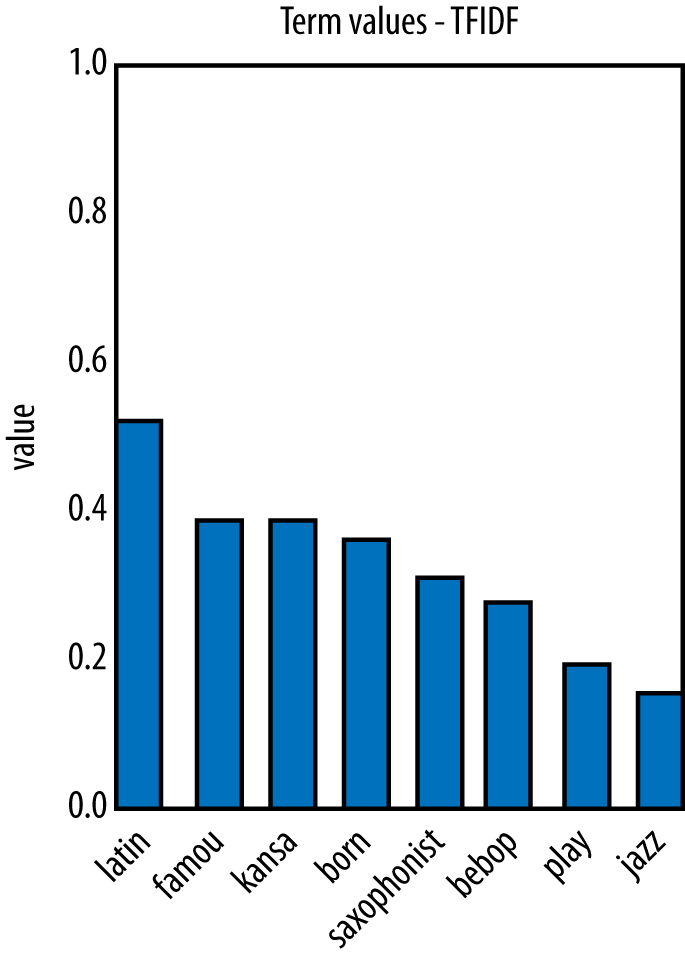 Term values - TFIDF
1.0
0.8
0.6
0.4
0.2
0.0
value
latin
famou
kansa
born
saxophonist
bebop
play
jazz